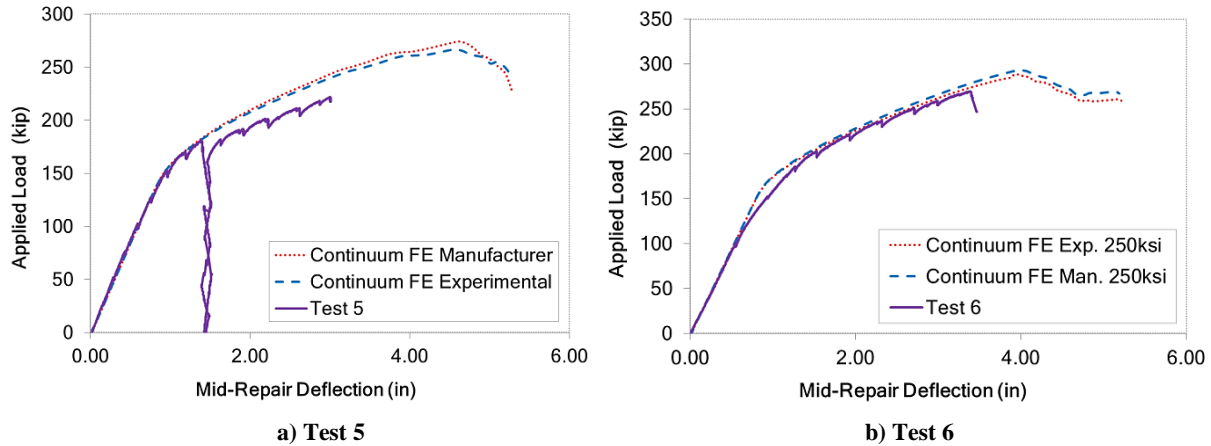 300
250
200
150
100
50
0
Applied Load (kip)
0.00
2.00
4.00
6.00
Mid-Repair Deflection (in)
Continuum FE Manufacturer
Continuum FE Experimental
Test 5
a) Test 5
350
300
250
200
150
100
50
0
Applied Load (kip)
0.00
2.00
4.00
6.00
Mid-Repair Deflection (in)
Continuum FE Exp. 250ksi
Continuum FE Man. 250ksi
Test 6
b) Test 6